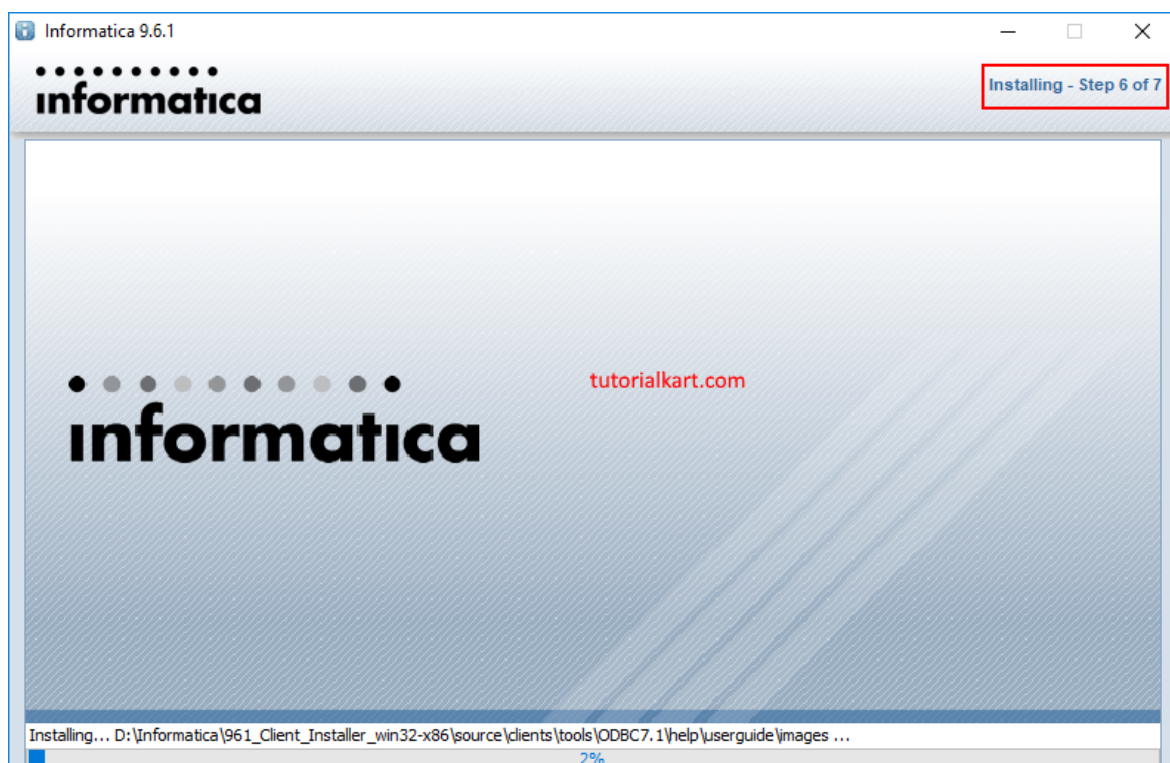 Informatica 9.6.1
informatica
Installing - Step 6 of 7
tutorialkart.com
informatica
Installing... D:\Informatica\961_Client_Installer_win32-x86\source\clients\tools\ODBC7.1\help\userguide\images ...
2%